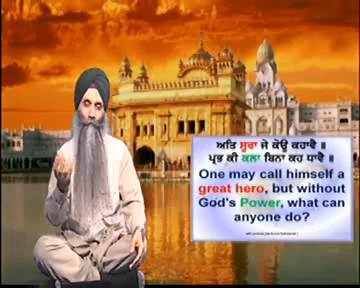 ਅਤਿ ਸੂਰਾ ਜੇ ਕੋਊ ਕਹਾਵੈ ॥
ਪ੍ਰਭ ਕੀ ਕਲਾ ਬਿਨਾ ਕਹ ਧਾਵੈ ॥
One may call himself a
great hero, but without
God's Power, what can
anyone do?